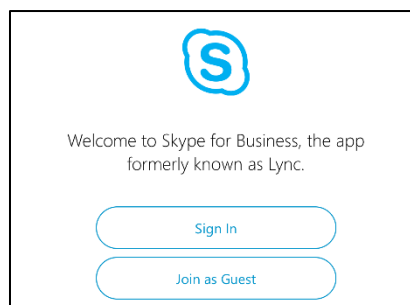 S
Welcome to Skype for Business, the app
formerly known as Lync.
Sign In
Join as Guest